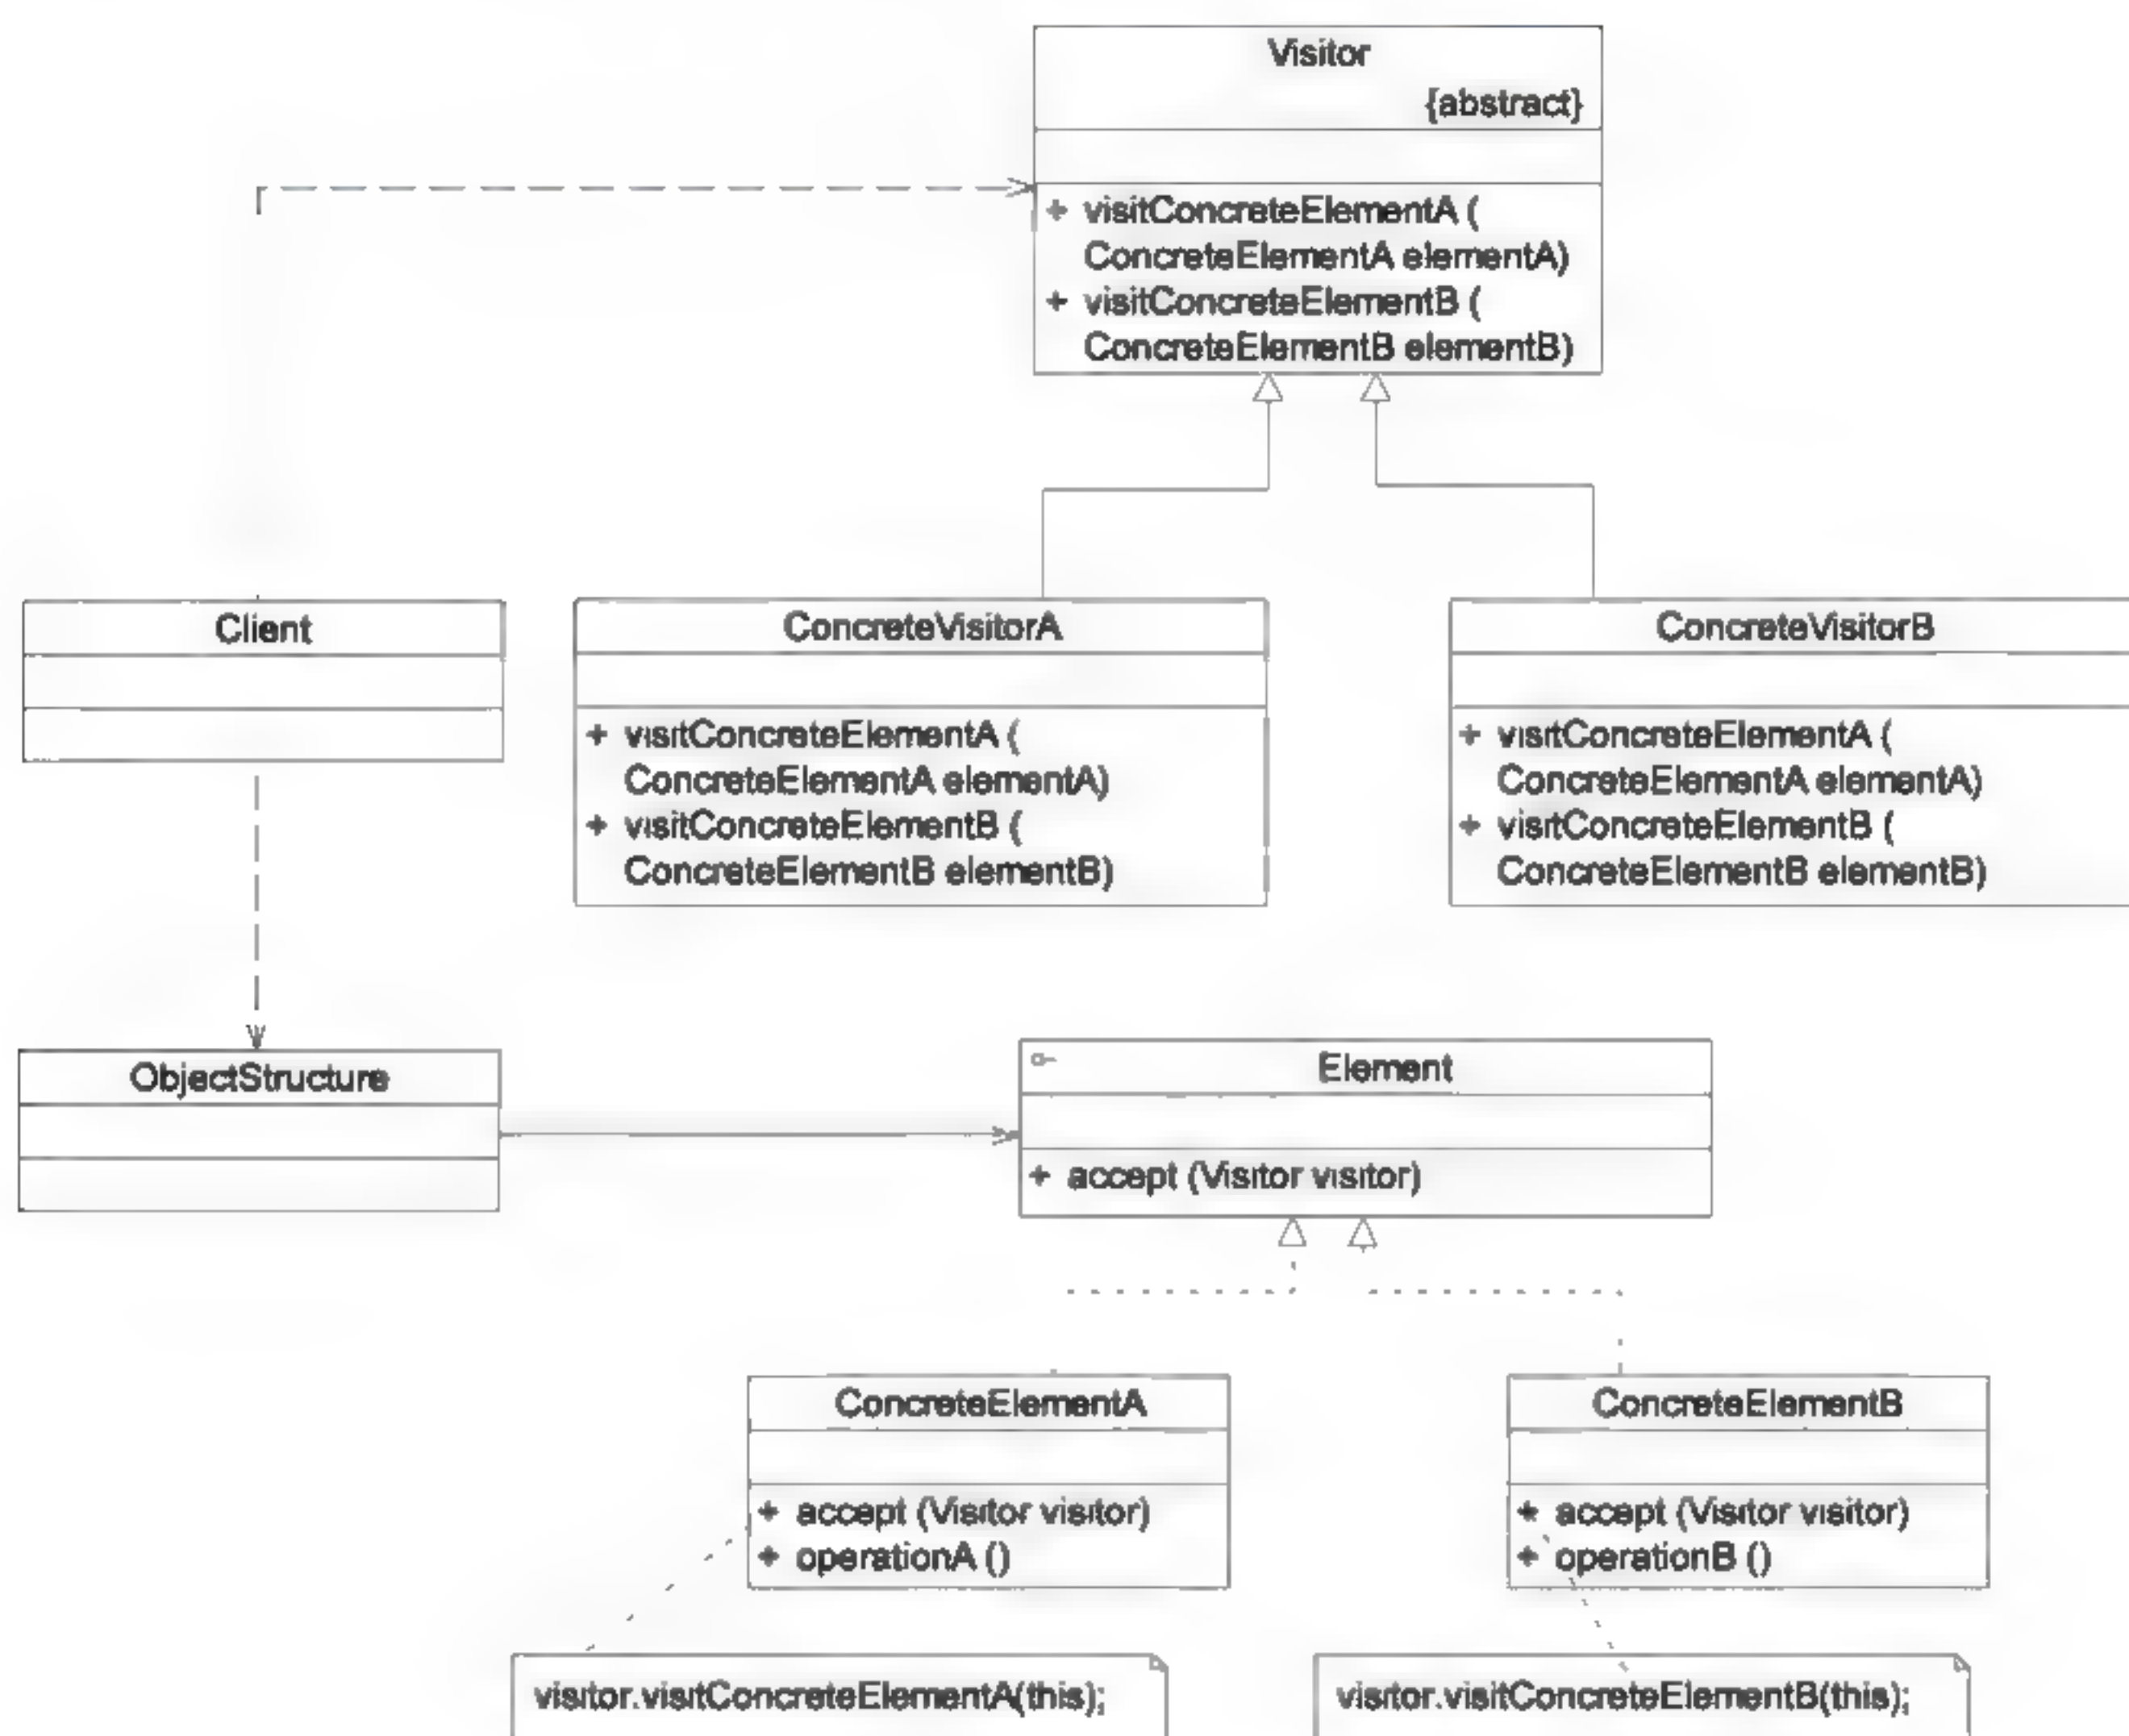 Visitor
{abstract}
+ visitConcreteElementA (
ConcreteElementA elementA)
+ visitConcreteElementB (
ConcreteElementB elementB)
Client
ConcreteVisitorA
+ visitConcreteElementA (
ConcreteElementA elementA)
+ visitConcreteElementB (
ConcreteElementB elementB)
ConcreteVisitorB
+ visitConcreteElementA (
ConcreteElementA elementA)
+ visitConcreteElementB (
ConcreteElementB elementB)
ObjectStructure
Element
+ accept (Visitor visitor)
ConcreteElementA
+ accept (Visitor visitor)
+ operationA ()
ConcreteElementB
+ accept (Visitor visitor)
+ operationB ()
visitor.visitConcreteElementA(this);
visitor.visitConcreteElementB(this);